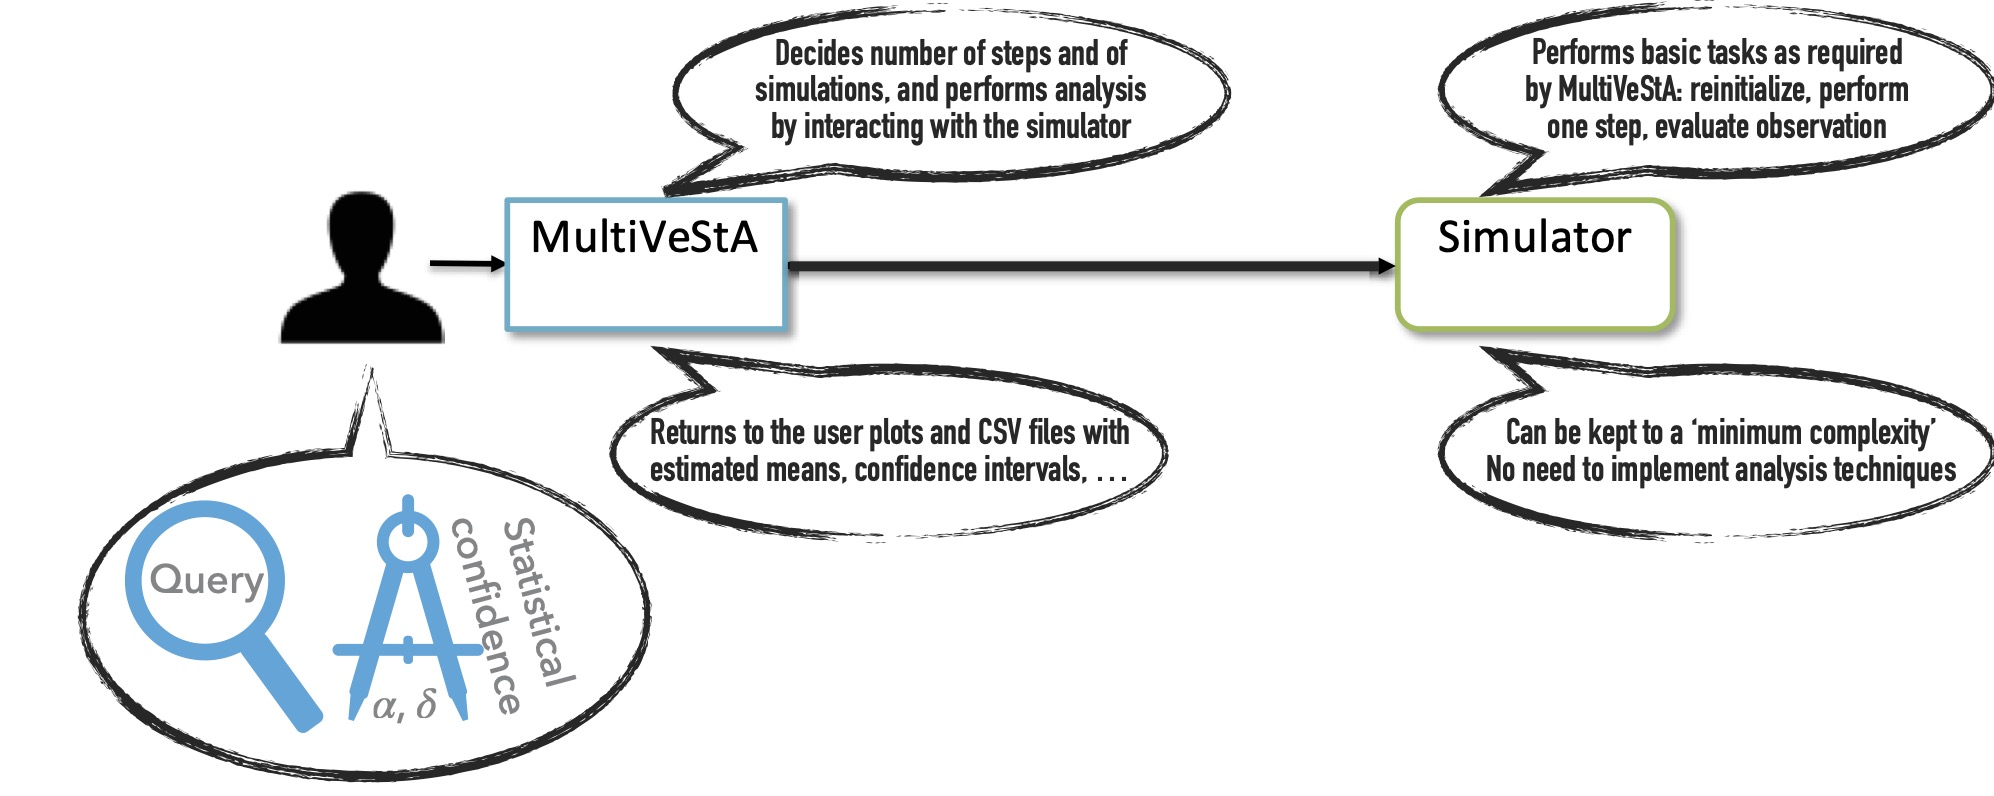 Decides number of steps and of
simulations, and performs analysis
by interacting with the simulator
Performs basic tasks as required
by MultiVeStA: reinitialize, perform
one step, evaluate observation
MultiVeStA
Simulator
Returns to the user plots and CSV files with
estimated means, confidence intervals, ...
Can be kept to a ‘minimum complexity’
No need to implement analysis techniques
Query
α, δ
Statistical
confidence